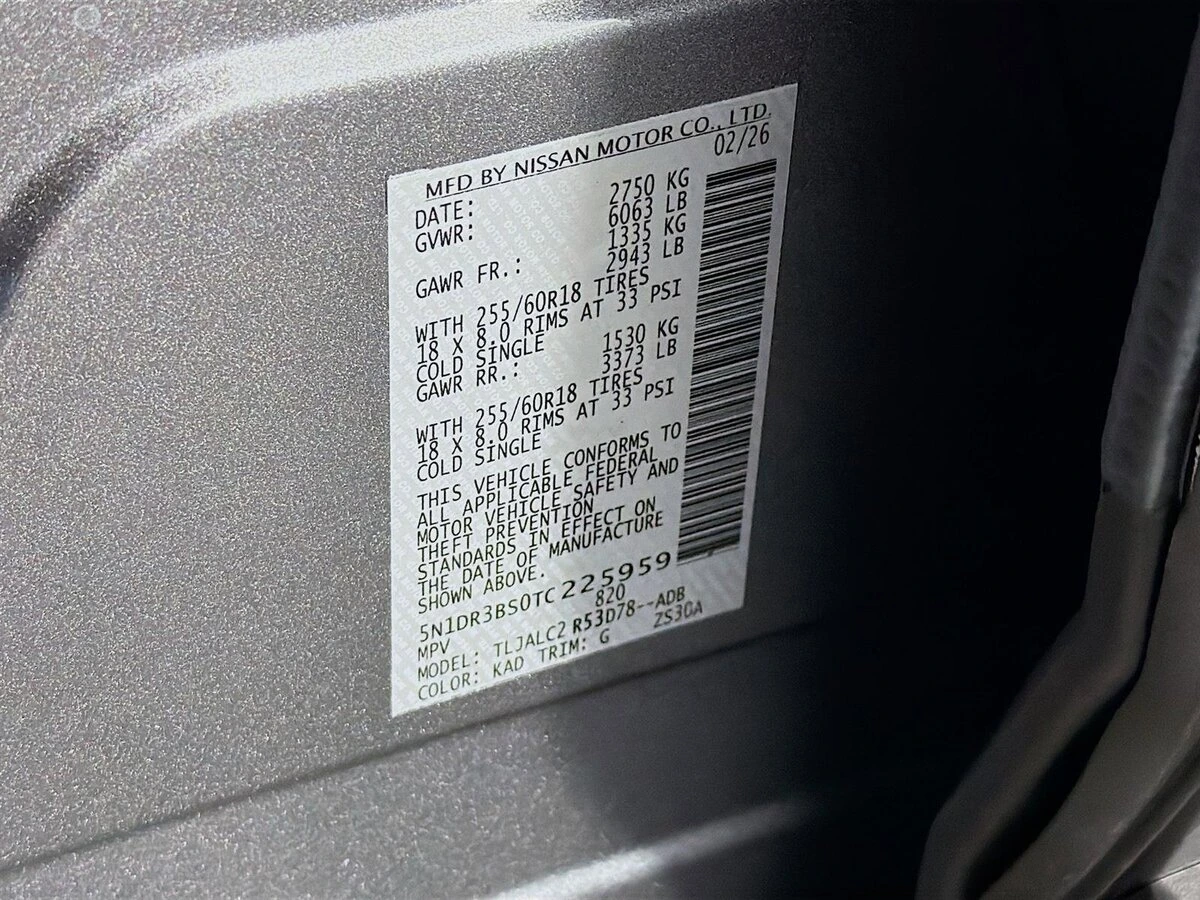 MFD BY NISSAN MOTOR CO., LTD.
DATE: 02/26
GVWR: 2750 KG
6063 LB
GAWR FR.: 1335 KG
2943 LB
WITH 255/60R18 TIRES
18 X 8.0 RIMS AT 33 PSI
COLD SINGLE
GAWR RR.: 1530 KG
3373 LB
WITH 255/60R18 TIRES
18 X 8.0 RIMS AT 33 PSI
COLD SINGLE
THIS VEHICLE CONFORMS TO
ALL APPLICABLE FEDERAL
MOTOR VEHICLE SAFETY AND
THEFT PREVENTION
STANDARDS IN EFFECT ON
THE DATE OF MANUFACTURE
SHOWN ABOVE.
5N1DR3BS0TC225959
MPV 820
MODEL: TLJALC2 R53D78--ADB
COLOR: KAD TRIM: G ZS30A